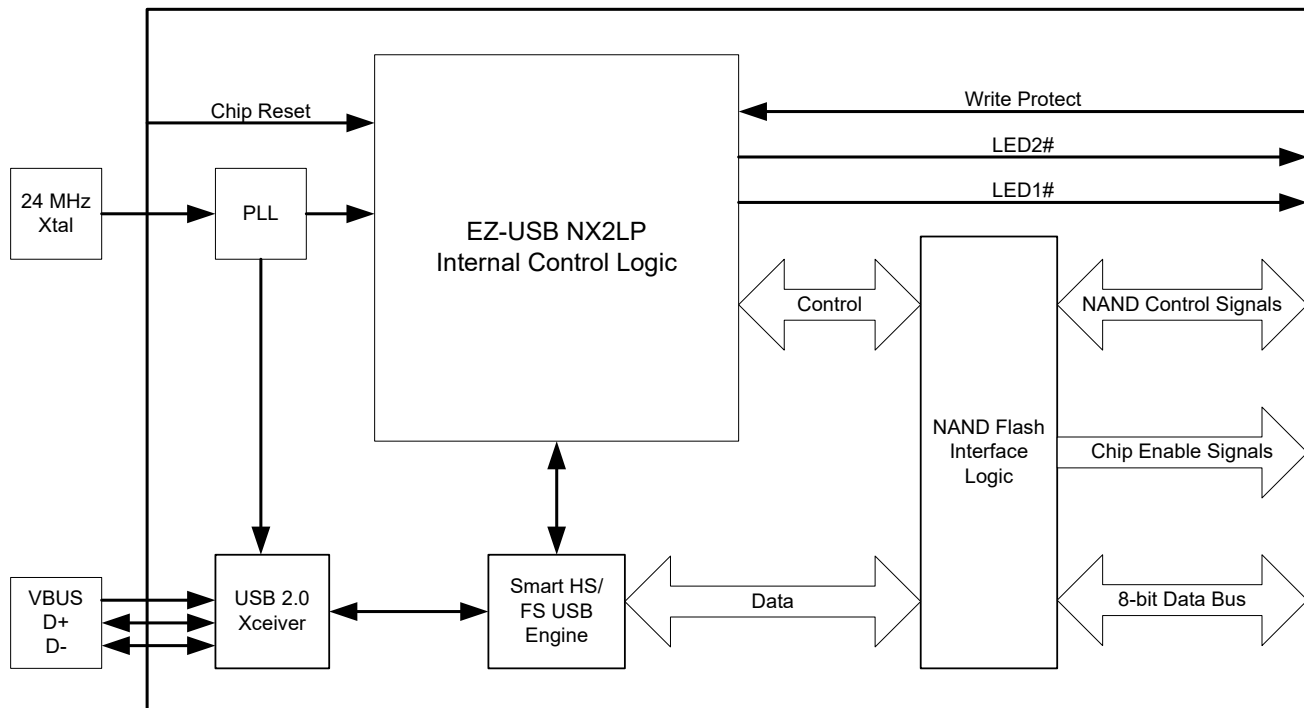 Chip Reset
Write Protect
LED2#
LED1#
24 MHz
Xtal
PLL
EZ-USB NX2LP
Internal Control Logic
Control
NAND Control Signals
NAND Flash
Interface
Logic
Chip Enable Signals
VBUS
D+
D-
USB 2.0
Xceiver
Smart HS/
FS USB
Engine
Data
8-bit Data Bus